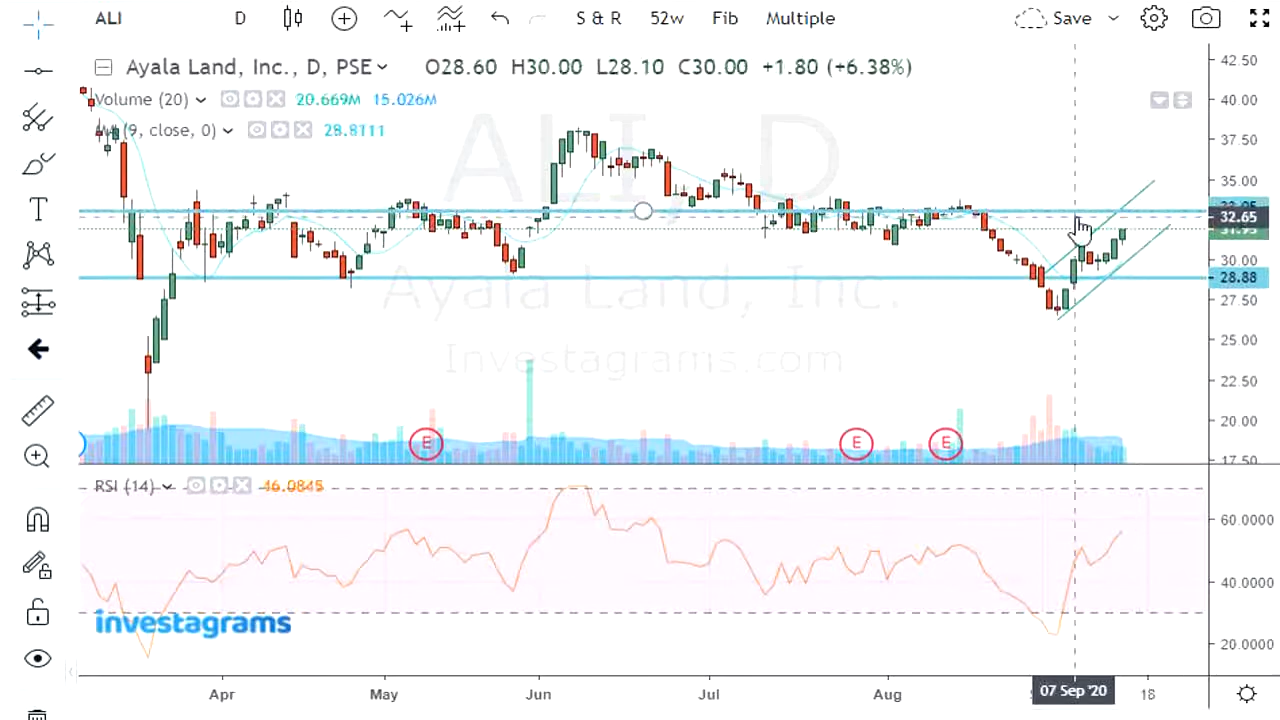 ALI D S & R 52w Fib Multiple Save
Ayala Land, Inc., D, PSE O28.60 H30.00 L28.10 C30.00 +1.80 (+6.38%)
Volume (20) 20.669M 15.026M
(9, close, 0) 28.8111
ALI, D
Ayala Land, Inc.
Investagrams.com
42.50
40.00
37.50
35.00
32.65
30.00
28.88
27.50
25.00
22.50
20.00
17.50
E E E
RSI (14) 46.0845
60.0000
40.0000
20.0000
investagrams
Apr May Jun Jul Aug 07 Sep '20 18